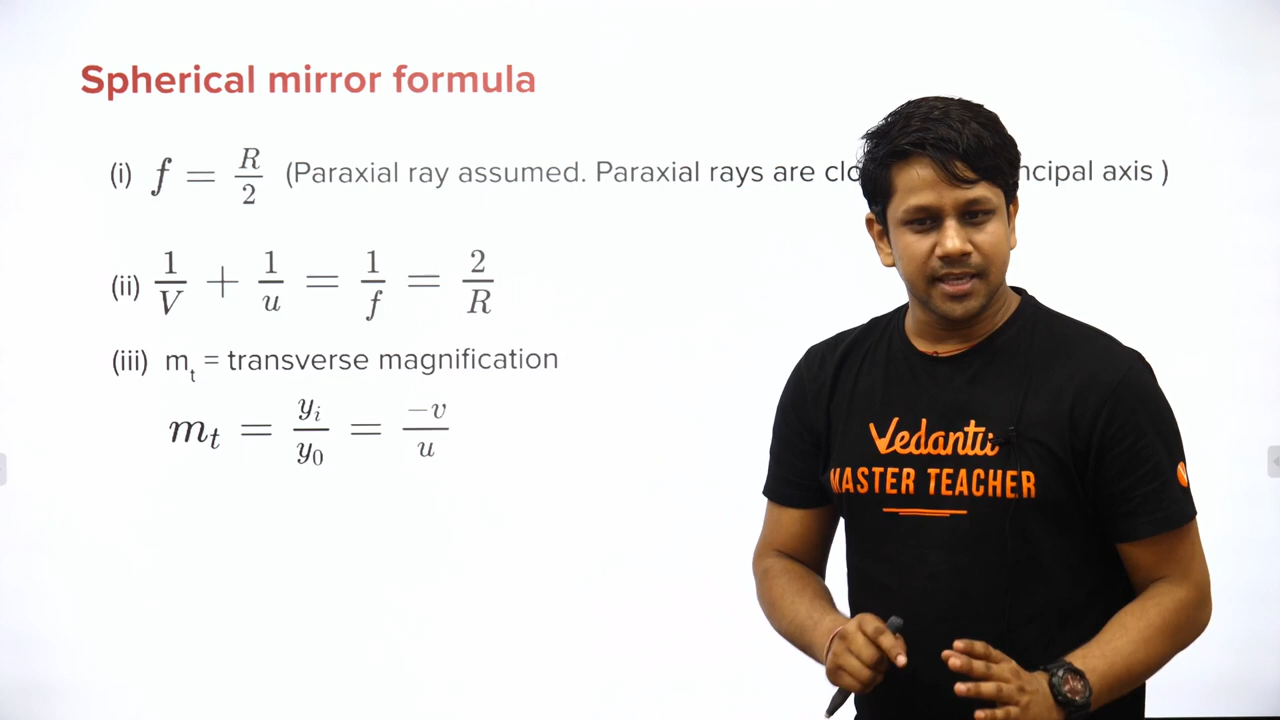 Spherical mirror formula
(i) f = R/2 (Paraxial ray assumed. Paraxial rays are ncipal axis )
(ii) 1/V + 1/u = 1/f = 2/R
(iii) m_t = transverse magnification
m_t = y_i/y_0 = -v/u
Vedantu
MASTER TEACHER